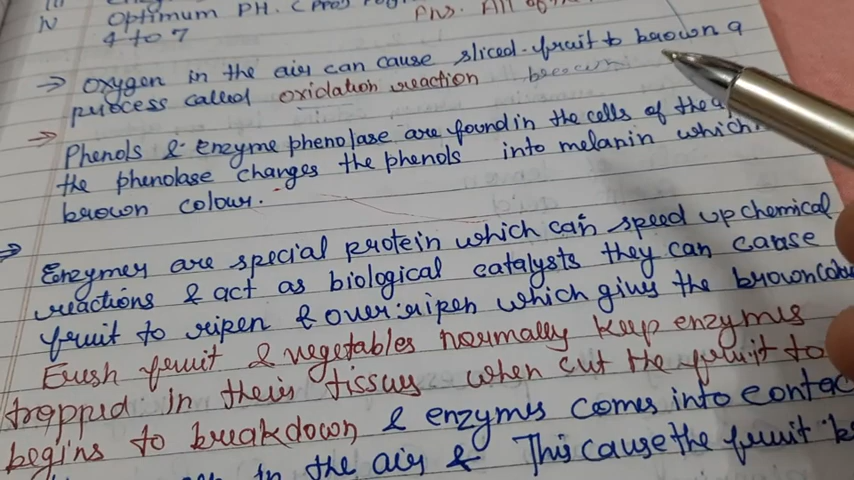 IV Optimum PH.
4 to 7
Ans. All of the
→ Oxygen in the air can cause sliced fruit to brown a
process called oxidation reaction
→ Phenols & enzyme phenolase are found in the cells of the
the phenolase changes the phenols into melanin which
brown colour.
→ Enzymes are special protein which can speed up chemical
reactions & act as biological catalysts they can cause
fruit to ripen & over ripen which gives the brown colou
Fresh fruit & vegetables normally keep enzymes
trapped in their tissues when cut the fruit to
begins to breakdown & enzymes comes into contac
in the air & This cause the fruit